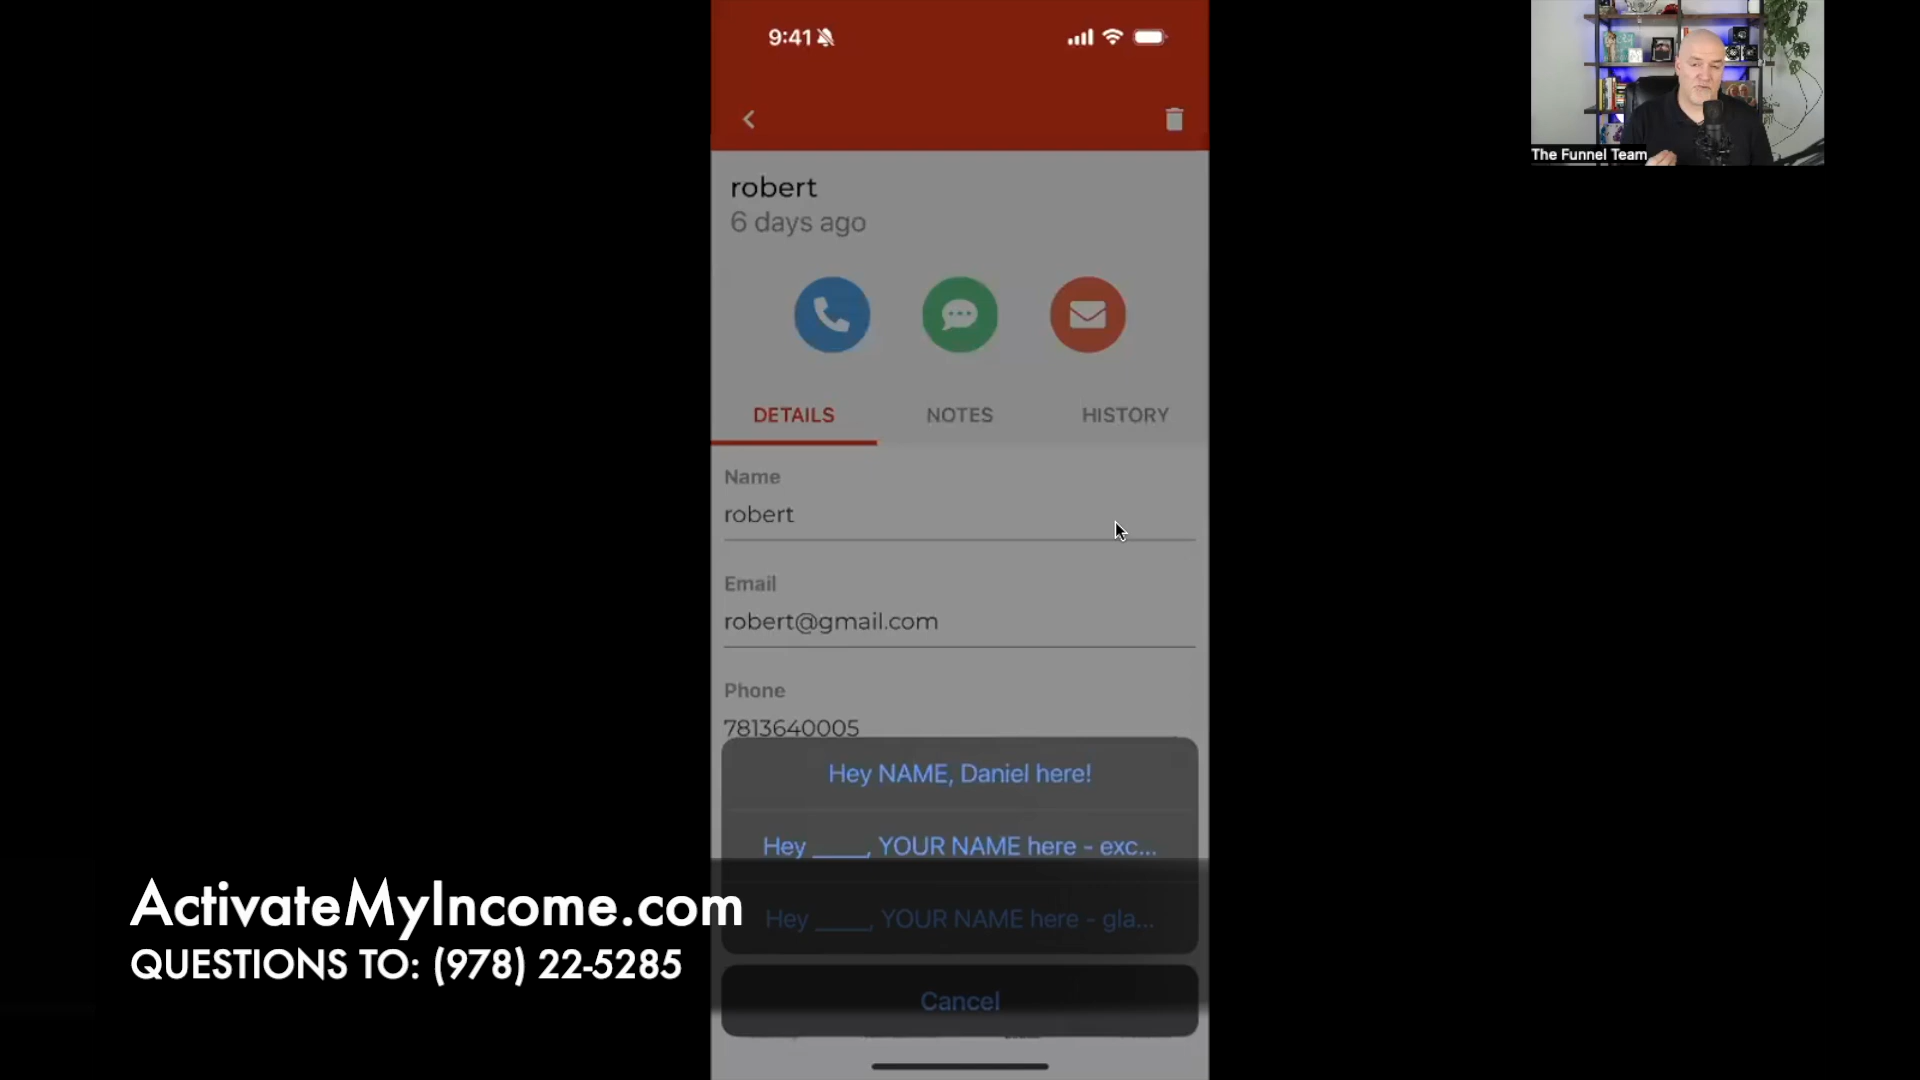 9:41
The Funnel Team
robert
6 days ago
DETAILS
NOTES
HISTORY
Name
robert
Email
robert@gmail.com
Phone
7813640005
Hey NAME, Daniel here!
Hey _____, YOUR NAME here - exc...
Hey _____, YOUR NAME here - gla...
Cancel
ActivateMyIncome.com
QUESTIONS TO: (978) 22-5285